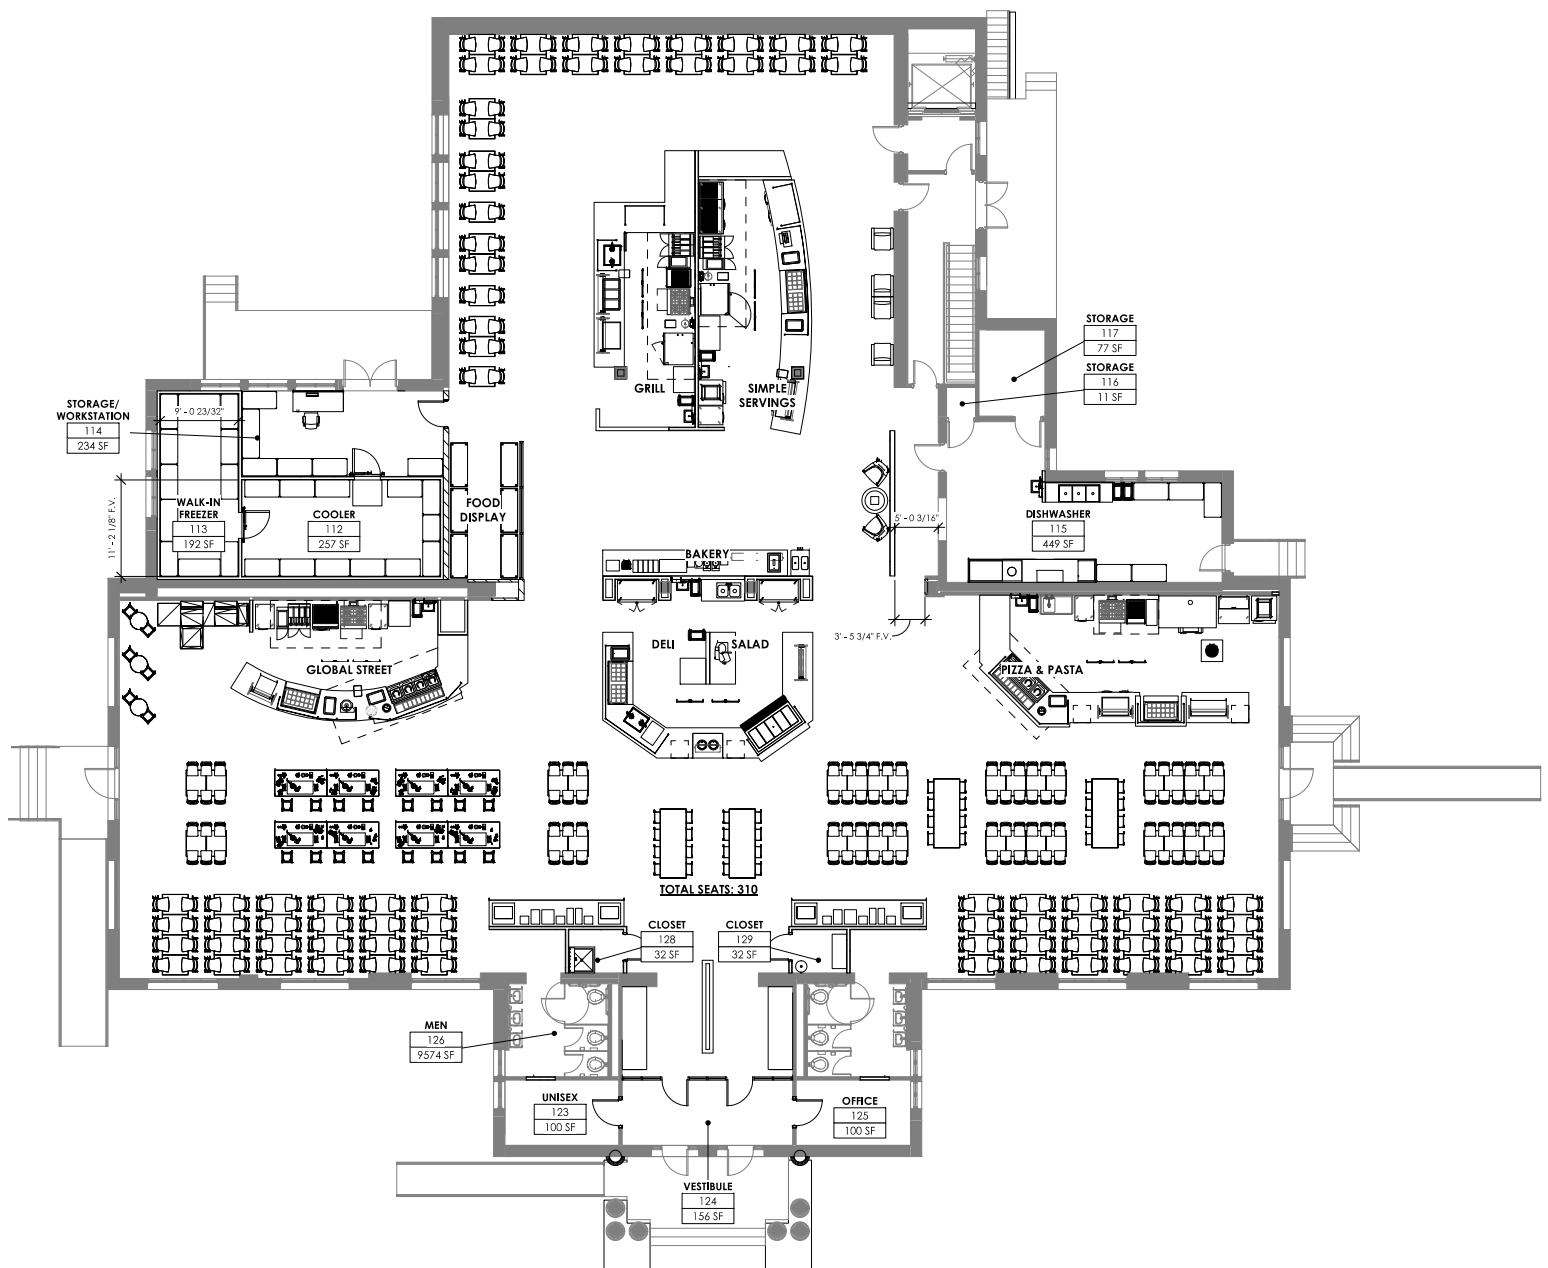 STORAGE
117
77 SF
STORAGE
116
11 SF
GRILL
SIMPLE
SERVINGS
STORAGE/
WORKSTATION
114
234 SF
9' - 0 23/32"
11' - 2 1/8" F.V.
WALK-IN
FREEZER
113
192 SF
COOLER
112
257 SF
FOOD
DISPLAY
5' - 0 3/16"
DISHWASHER
115
449 SF
BAKERY
3' - 5 3/4" F.V.
GLOBAL STREET
DELI
SALAD
PIZZA & PASTA
TOTAL SEATS: 310
CLOSET
128
32 SF
CLOSET
129
32 SF
MEN
126
9574 SF
UNISEX
123
100 SF
OFFICE
125
100 SF
VESTIBULE
124
156 SF